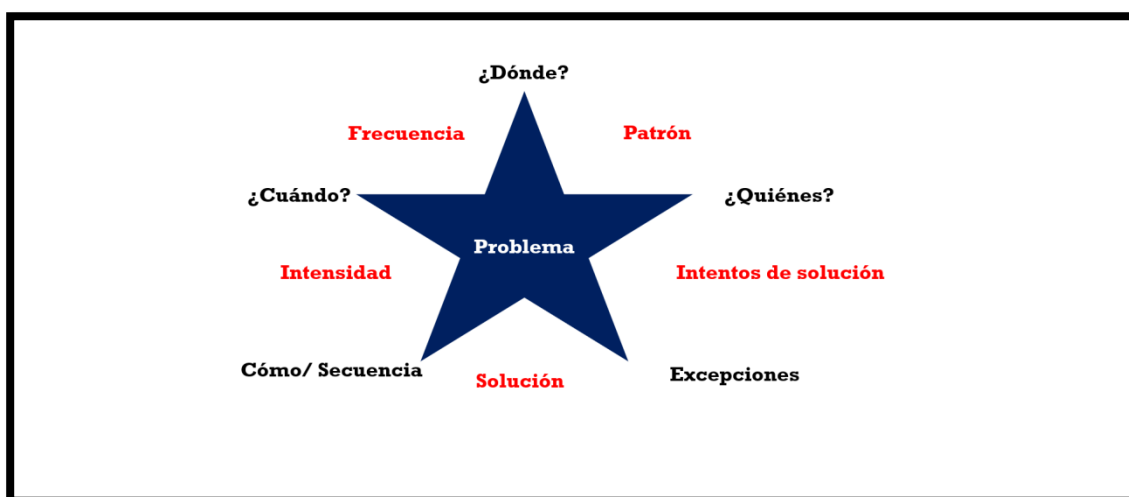 ¿Dónde?
Frecuencia
Patrón
¿Cuándo?
¿Quiénes?
Problema
Intensidad
Intentos de solución
Cómo/ Secuencia
Solución
Excepciones